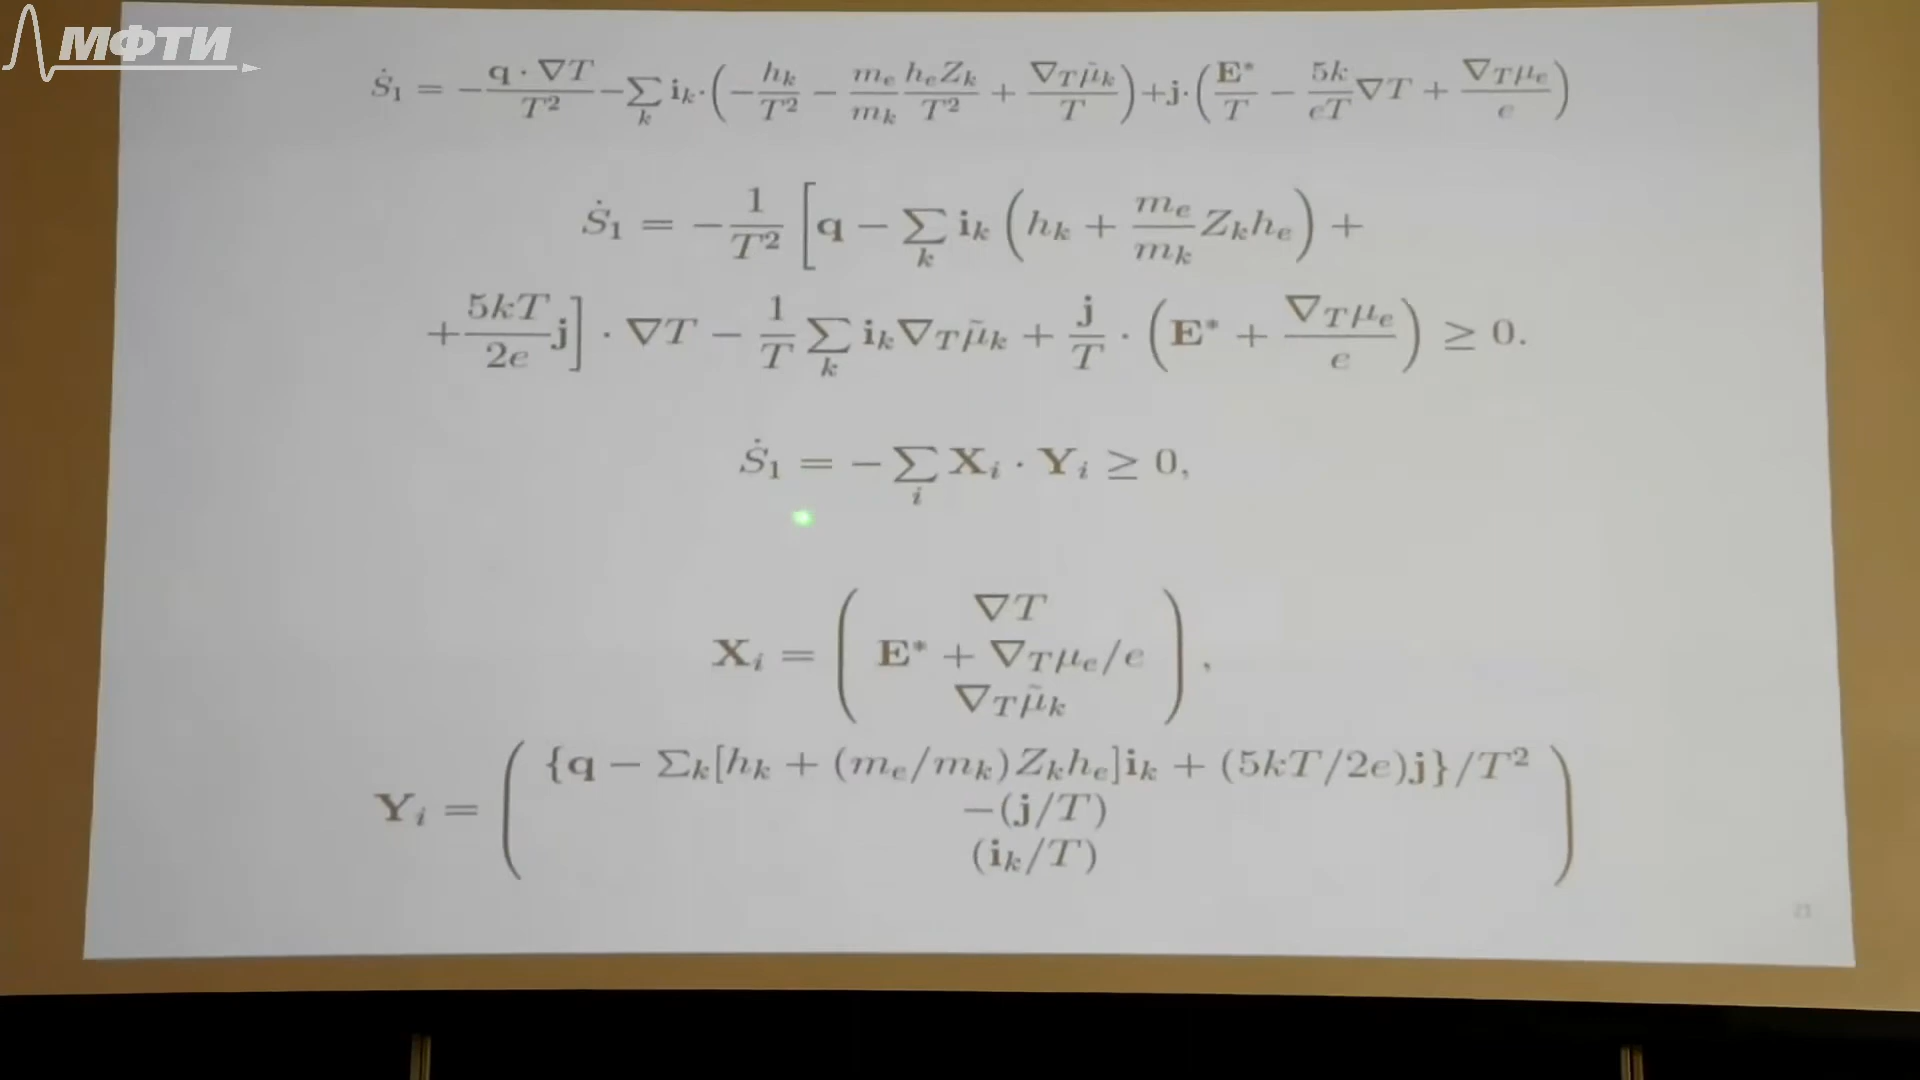 МФТИ
Ṡ₁ = −(q · ∇T)/T² − Σ_k i_k · (−h_k/T² − (m_e/m_k)(h_e Z_k/T²) + ∇_T μ̃_k/T) + j · (E*/T − (5k/eT)∇T + ∇_T μ_e/e)
Ṡ₁ = −(1/T²) [q − Σ_k i_k (h_k + (m_e/m_k) Z_k h_e) +
+ (5kT/2e) j] · ∇T − (1/T) Σ_k i_k ∇_T μ̃_k + (j/T) · (E* + ∇_T μ_e/e) ≥ 0.
Ṡ₁ = − Σ_i X_i · Y_i ≥ 0,
∇T
X_i = ( E* + ∇_T μ_e/e ) ,
∇_T μ̃_k
{q − Σ_k[h_k + (m_e/m_k)Z_k h_e]i_k + (5kT/2e)j}/T²
Y_i = ( −(j/T) )
(i_k/T)